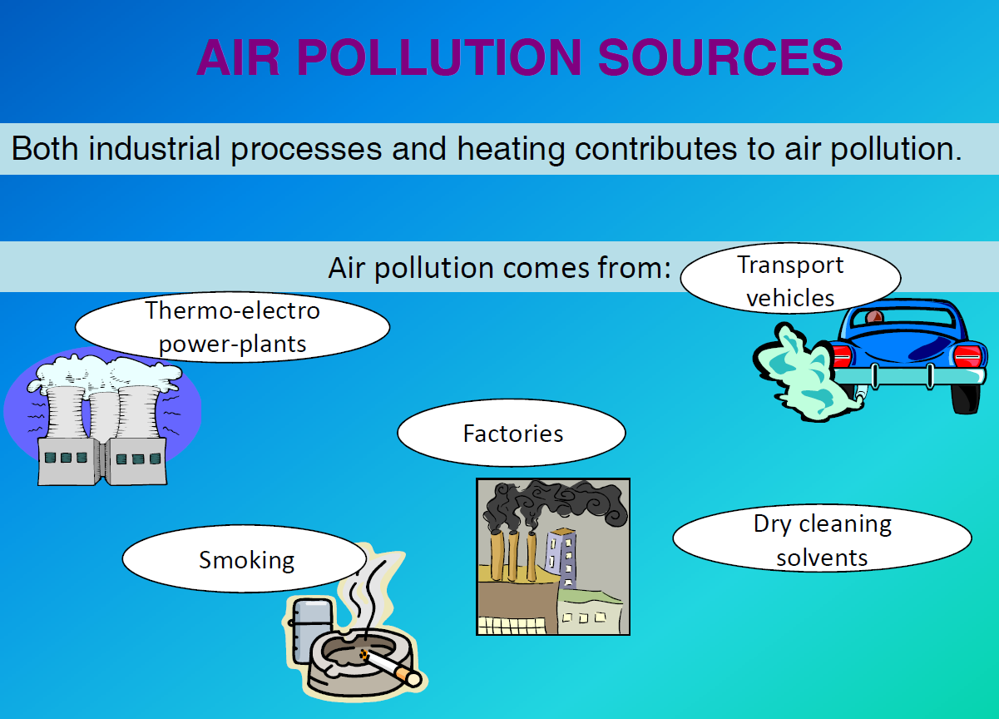 AIR POLLUTION SOURCES
Both industrial processes and heating contributes to air pollution.
Air pollution comes from:
Transport
vehicles
Thermo-electro
power-plants
Factories
Smoking
Dry cleaning
solvents